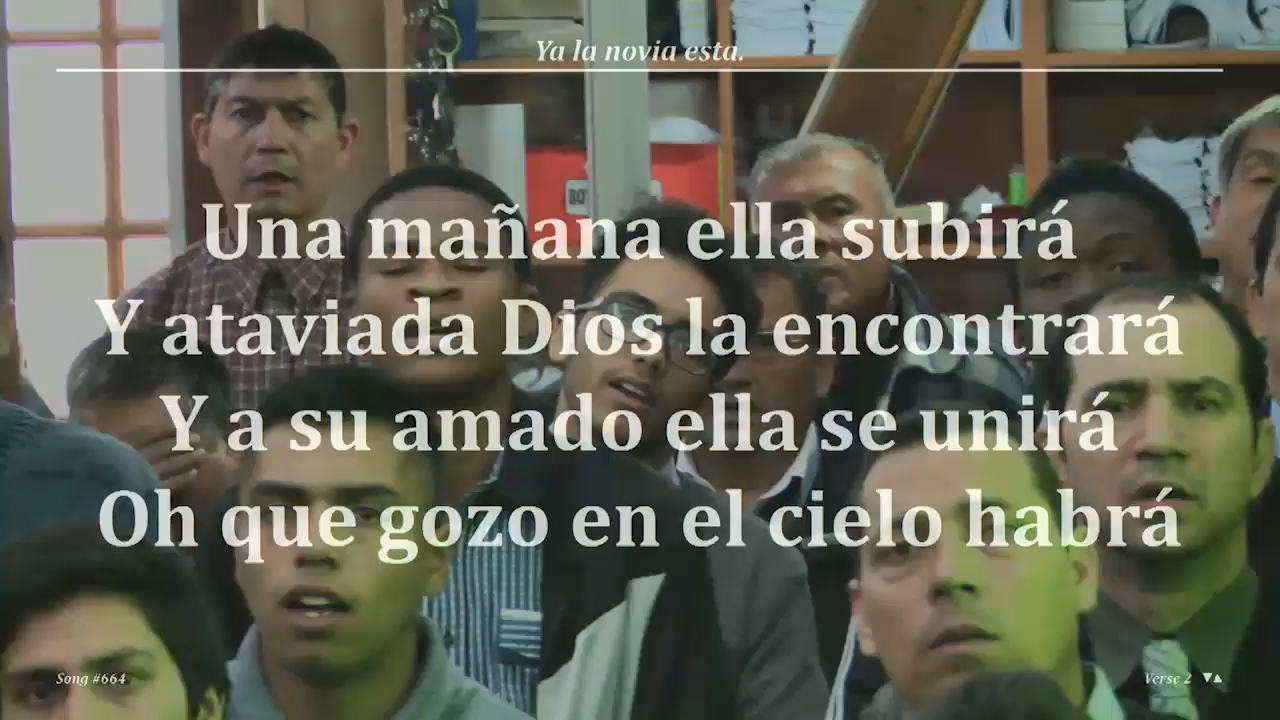 Ya la novia esta.
Una mañana ella subirá
Y ataviada Dios la encontrará
Y a su amado ella se unirá
Oh que gozo en el cielo habrá
Song #664
Verse 2 ▼▲